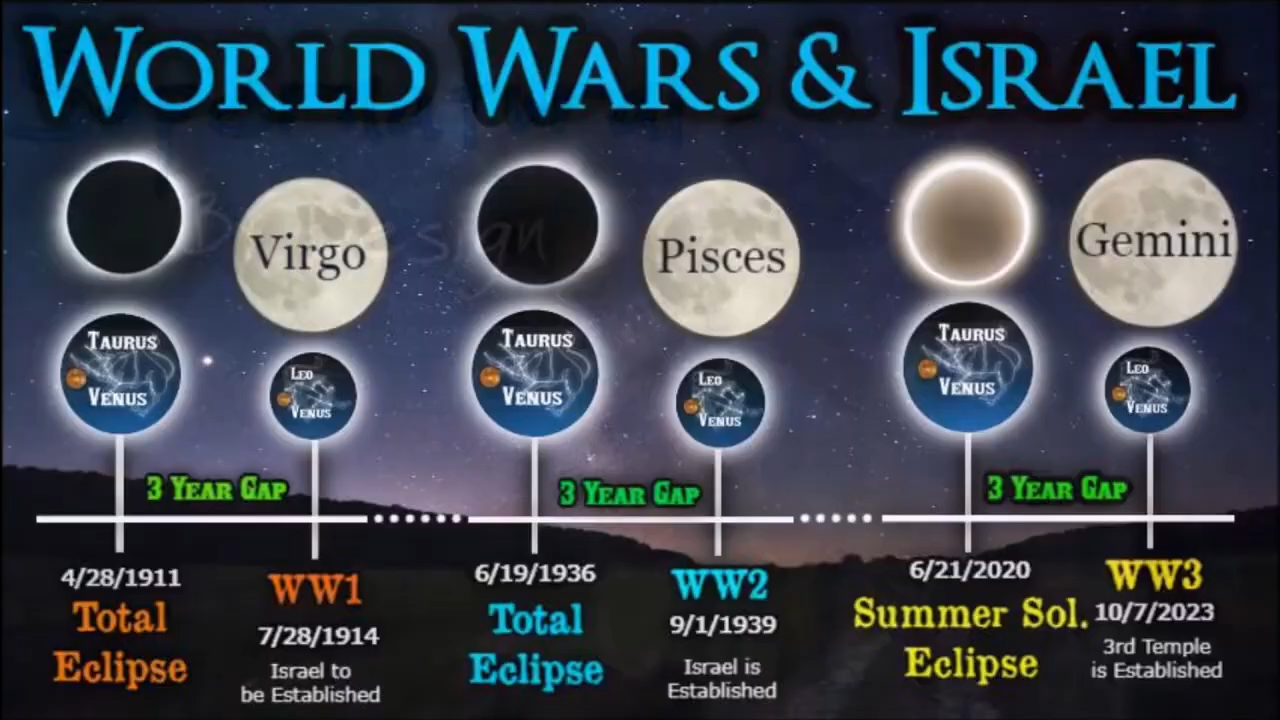 WORLD WARS & ISRAEL
Virgo
Pisces
Gemini
TAURUS
VENUS
LEO
VENUS
TAURUS
VENUS
LEO
VENUS
TAURUS
VENUS
LEO
VENUS
3 YEAR GAP
3 YEAR GAP
3 YEAR GAP
4/28/1911
Total
Eclipse
WW1
7/28/1914
Israel to
be Established
6/19/1936
Total
Eclipse
WW2
9/1/1939
Israel is
Established
6/21/2020
Summer Sol.
Eclipse
WW3
10/7/2023
3rd Temple
is Established